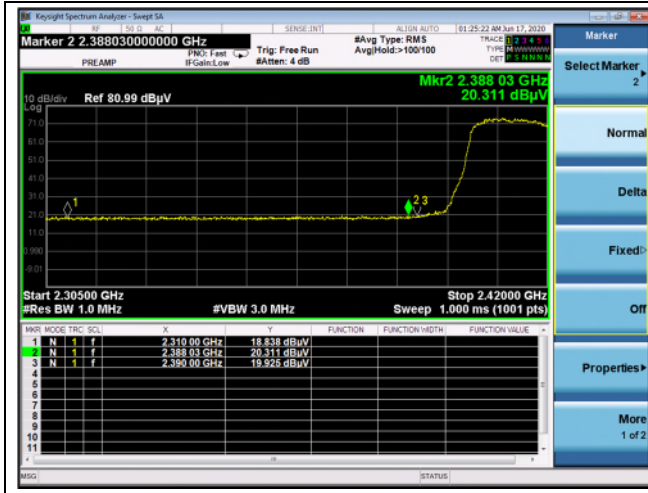 Keysight Spectrum Analyzer - Swept SA
RF 50 Ω AC SENSE:INT ALIGN AUTO 01:25:22 AM Jun 17, 2020
Marker 2 2.388030000000 GHz
PREAMP
PNO: Fast
IFGain:Low
Trig: Free Run
#Atten: 4 dB
#Avg Type: RMS
Avg|Hold:>100/100
TRACE 1 2 3 4 5 6
TYPE M WWWWW
DET P S N N N N
Mkr2 2.388 03 GHz
20.311 dBµV
10 dB/div Ref 80.99 dBµV
Log
71.0
61.0
51.0
41.0
31.0
21.0
11.0
0.990
-9.01
1
2 3
Start 2.30500 GHz Stop 2.42000 GHz
#Res BW 1.0 MHz #VBW 3.0 MHz Sweep 1.000 ms (1001 pts)
MKR MODE TRC SCL X Y FUNCTION FUNCTION WIDTH FUNCTION VALUE
1 N 1 f 2.310 00 GHz 18.838 dBµV
2 N 1 f 2.388 03 GHz 20.311 dBµV
3 N 1 f 2.390 00 GHz 19.925 dBµV
4
5
6
7
8
9
10
11
MSG STATUS
Marker
Select Marker
2
Normal
Delta
Fixed
Off
Properties
More
1 of 2